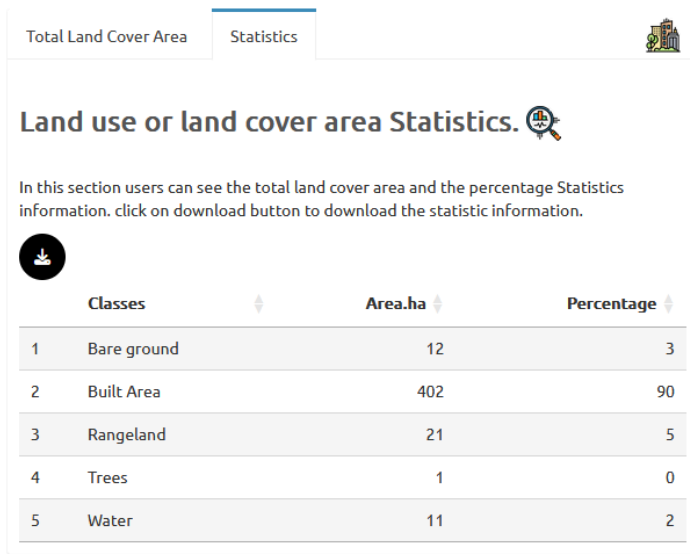 Total Land Cover Area Statistics
Land use or land cover area Statistics.
In this section users can see the total land cover area and the percentage Statistics
information. click on download button to download the statistic information.
Classes Area.ha Percentage
1 Bare ground 12 3
2 Built Area 402 90
3 Rangeland 21 5
4 Trees 1 0
5 Water 11 2